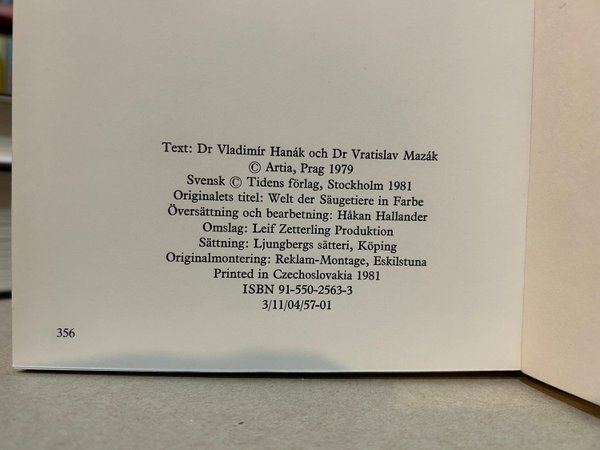 Text: Dr Vladimír Hanák och Dr Vratislav Mazák
© Artia, Prag 1979
Svensk © Tidens förlag, Stockholm 1981
Originalets titel: Welt der Säugetiere in Farbe
Översättning och bearbetning: Håkan Hallander
Omslag: Leif Zetterling Produktion
Sättning: Ljungbergs sätteri, Köping
Originalmontering: Reklam-Montage, Eskilstuna
Printed in Czechoslovakia 1981
ISBN 91-550-2563-3
3/11/04/57-01
356